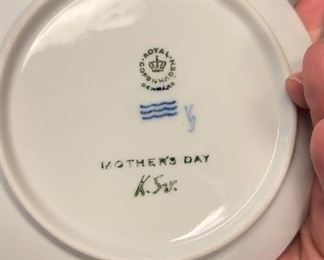 ROYAL
COPENHAGEN
DENMARK
MOTHER'S DAY
K.Sv.